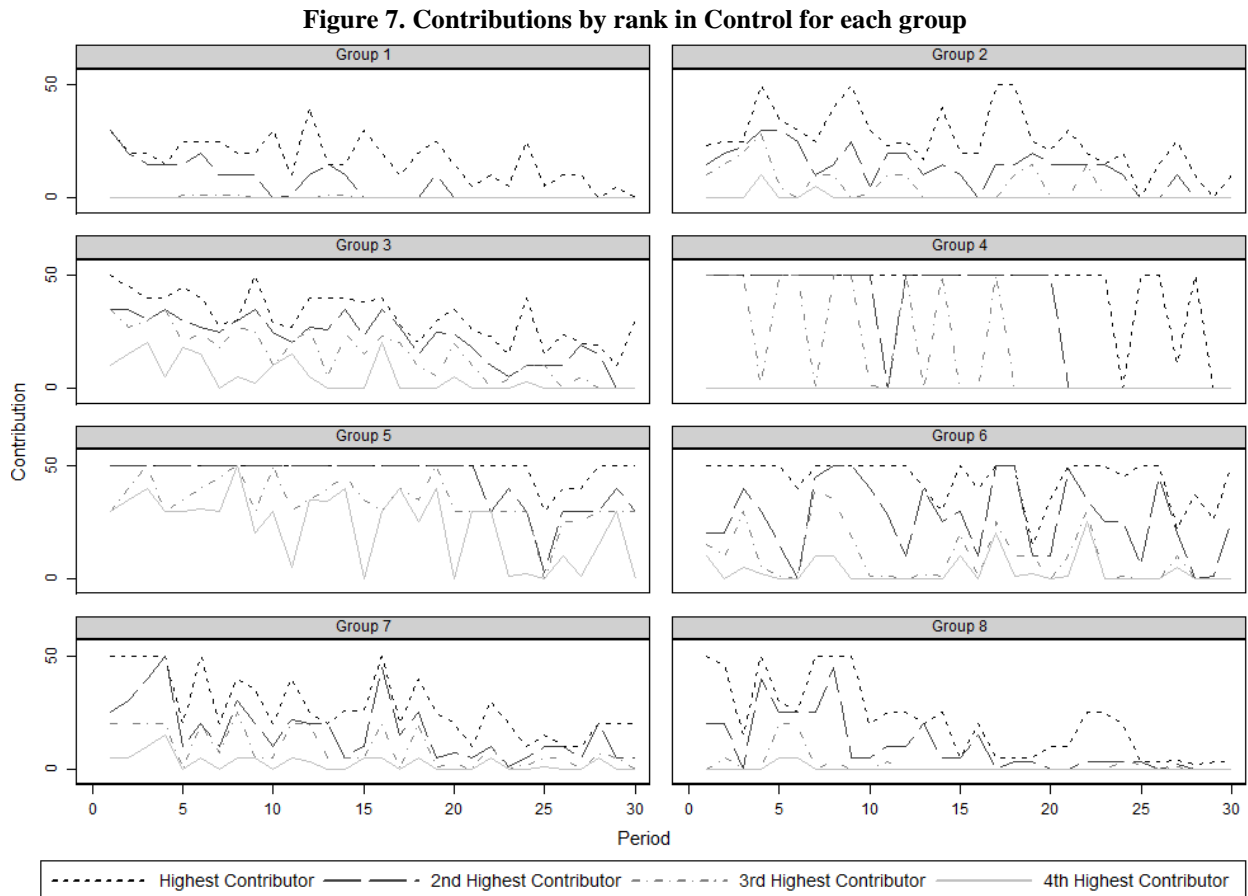 Figure 7. Contributions by rank in Control for each group
Group 1
Group 2
50
0
Group 3
Group 4
50
0
Group 5
Group 6
50
0
Group 7
Group 8
50
0
Contribution
0 5 10 15 20 25 30
0 5 10 15 20 25 30
Period
Highest Contributor 2nd Highest Contributor 3rd Highest Contributor 4th Highest Contributor